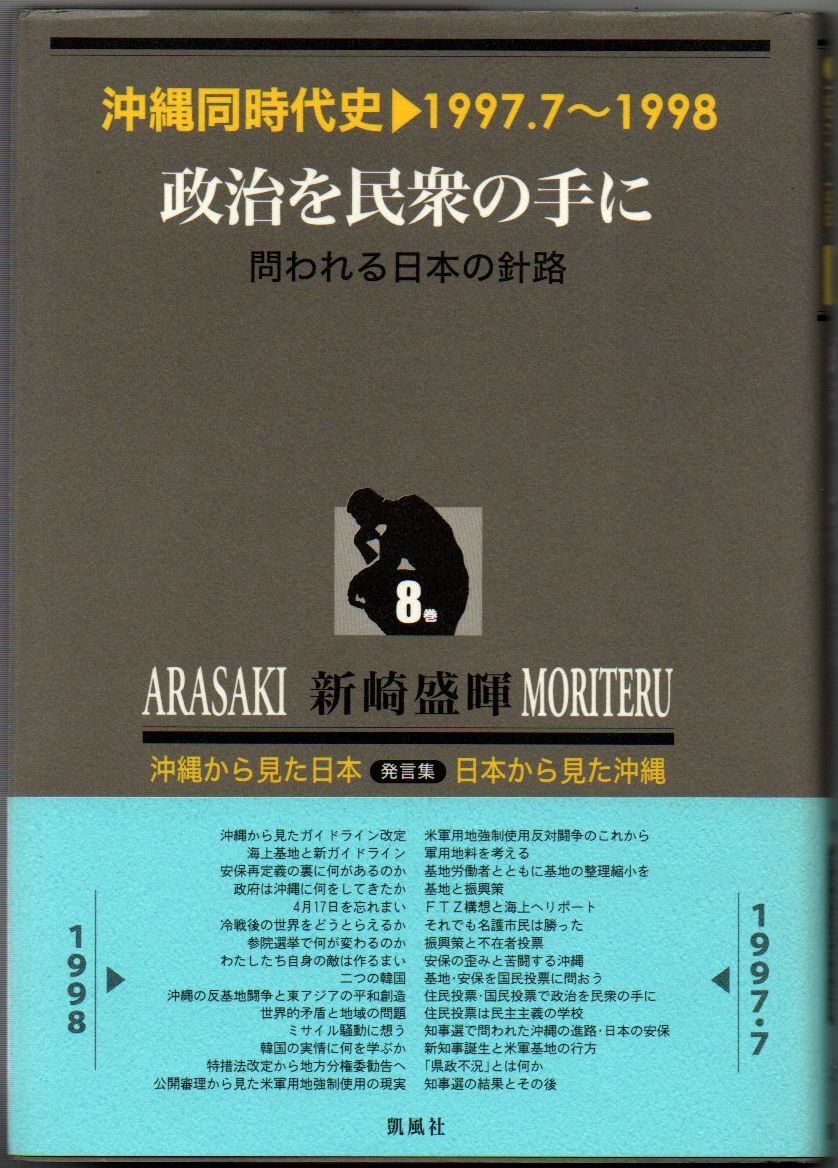 沖縄同時代史▶1997.7～1998
政治を民衆の手に
問われる日本の針路
8巻
ARASAKI 新崎盛暉 MORITERU
沖縄から見た日本 発言集 日本から見た沖縄
沖縄から見たガイドライン改定
海上基地と新ガイドライン
安保再定義の裏に何があるのか
政府は沖縄に何をしてきたか
4月17日を忘れまい
冷戦後の世界をどうとらえるか
参院選挙で何が変わるのか
わたしたち自身の敵は作るまい
二つの韓国
沖縄の反基地闘争と東アジアの平和創造
世界的矛盾と地域の問題
ミサイル騒動に想う
韓国の実情に何を学ぶか
特措法改定から地方分権委勧告へ
公開審理から見た米軍用地強制使用の現実
米軍用地強制使用反対闘争のこれから
軍用地料を考える
基地労働者とともに基地の整理縮小を
基地と振興策
ＦＴＺ構想と海上ヘリポート
それでも名護市民は勝った
振興策と不在者投票
安保の歪みと苦闘する沖縄
基地・安保を国民投票に問おう
住民投票・国民投票で政治を民衆の手に
住民投票は民主主義の学校
知事選で問われた沖縄の進路・日本の安保
新知事誕生と米軍基地の行方
「県政不況」とは何か
知事選の結果とその後
1998▶
◀1997・7
凱風社